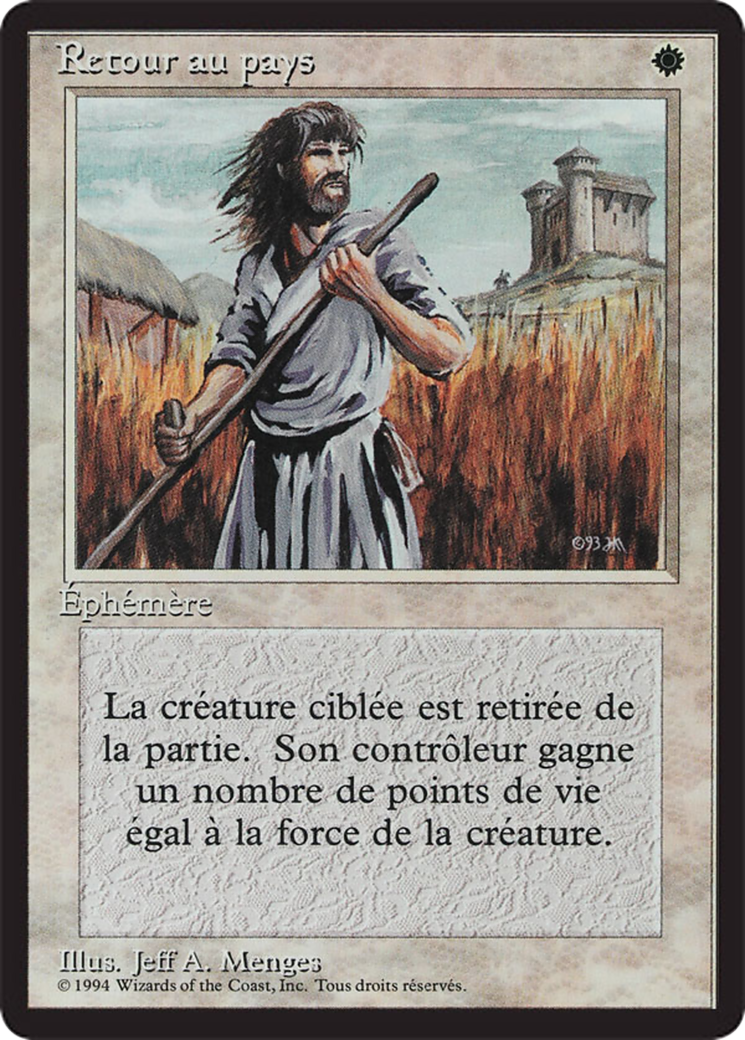 Retour au pays
©93 JM
Éphémère
La créature ciblée est retirée de
la partie. Son contrôleur gagne
un nombre de points de vie
égal à la force de la créature.
Illus. Jeff A. Menges
© 1994 Wizards of the Coast, Inc. Tous droits réservés.